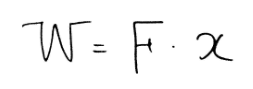 W = F · x